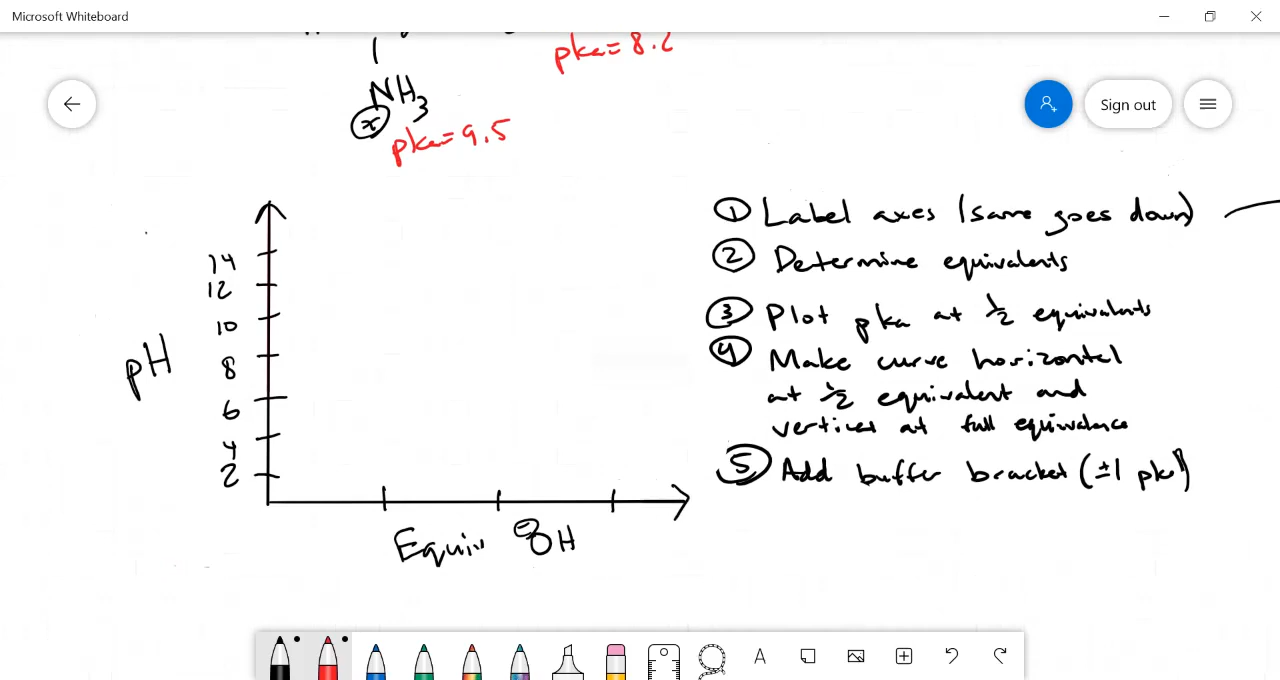 Microsoft Whiteboard
pka= 8.2
NH3
pka= 9.5
Sign out
① Label axes (same goes down)
② Determine equivalents
③ Plot pka at 1/2 equivalents
④ Make curve horizontal
at 1/2 equivalent and
vertical at full equivalence
⑤ Add buffer bracket (±1 pka)
14
12
10
8
6
4
2
pH
Equiv ⊖OH